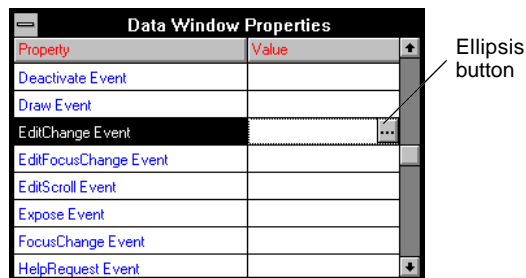 Data Window Properties
Property Value
Deactivate Event
Draw Event
EditChange Event ...
EditFocusChange Event
EditScroll Event
Expose Event
FocusChange Event
HelpRequest Event
Ellipsis
button